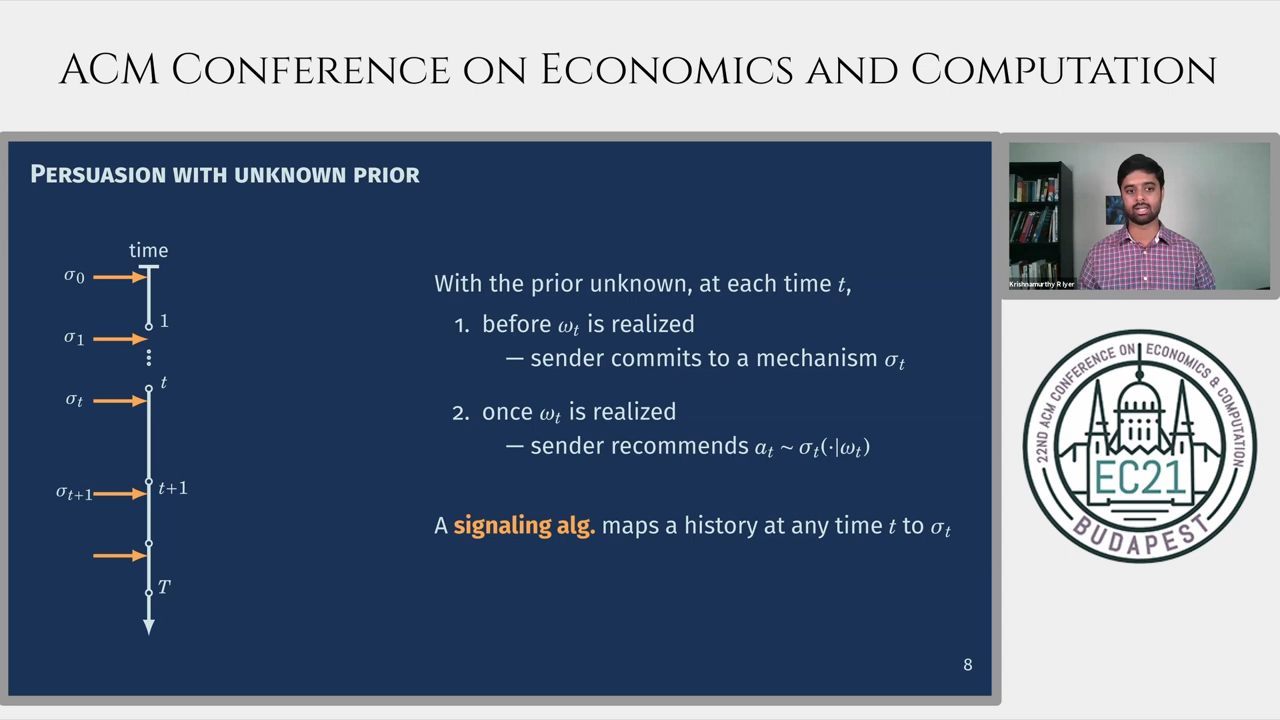 ACM Conference on Economics and Computation
Persuasion with unknown prior
time
σ0
1
σ1
t
σt
σt+1
t+1
T
With the prior unknown, at each time t,
1. before ωt is realized
— sender commits to a mechanism σt
2. once ωt is realized
— sender recommends at ~ σt(·|ωt)
A signaling alg. maps a history at any time t to σt
8
Krishnamurthy R Iyer
22ND ACM CONFERENCE ON ECONOMICS & COMPUTATION
EC21
BUDAPEST